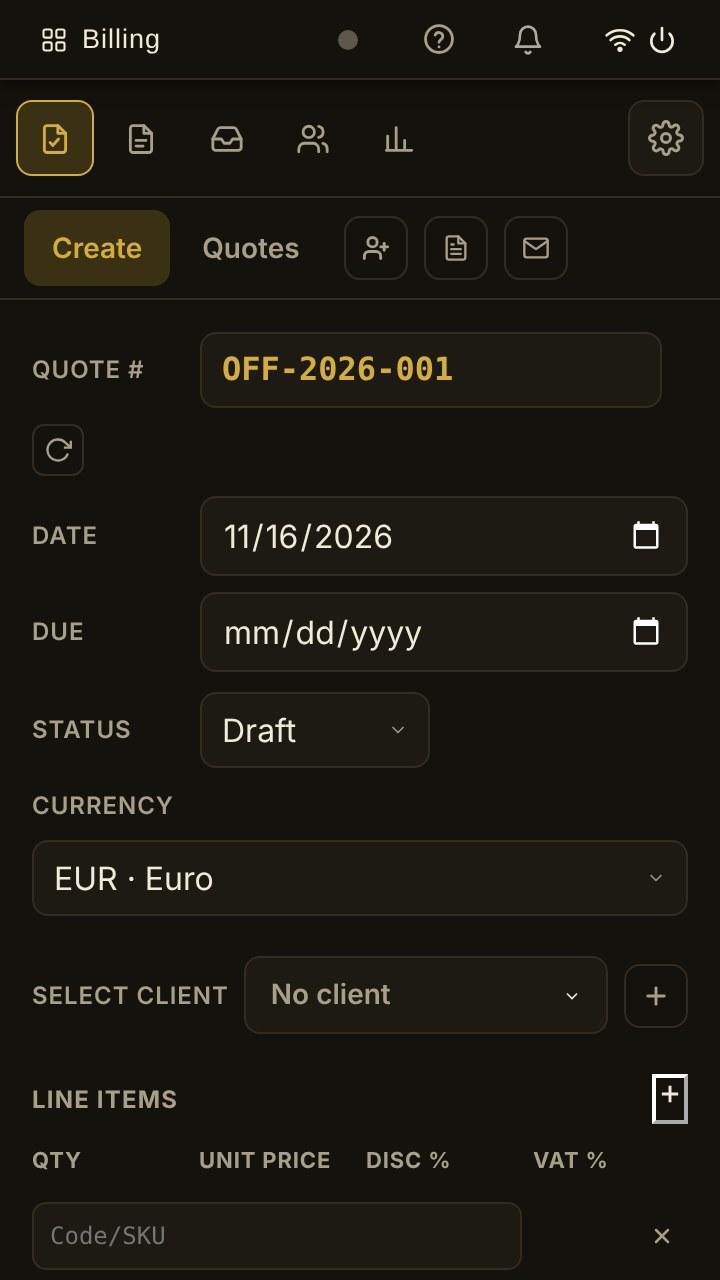 Billing
Create Quotes
QUOTE # OFF-2026-001
DATE 11/16/2026
DUE mm/dd/yyyy
STATUS Draft
CURRENCY
EUR · Euro
SELECT CLIENT No client
LINE ITEMS +
QTY UNIT PRICE DISC % VAT %
Code/SKU